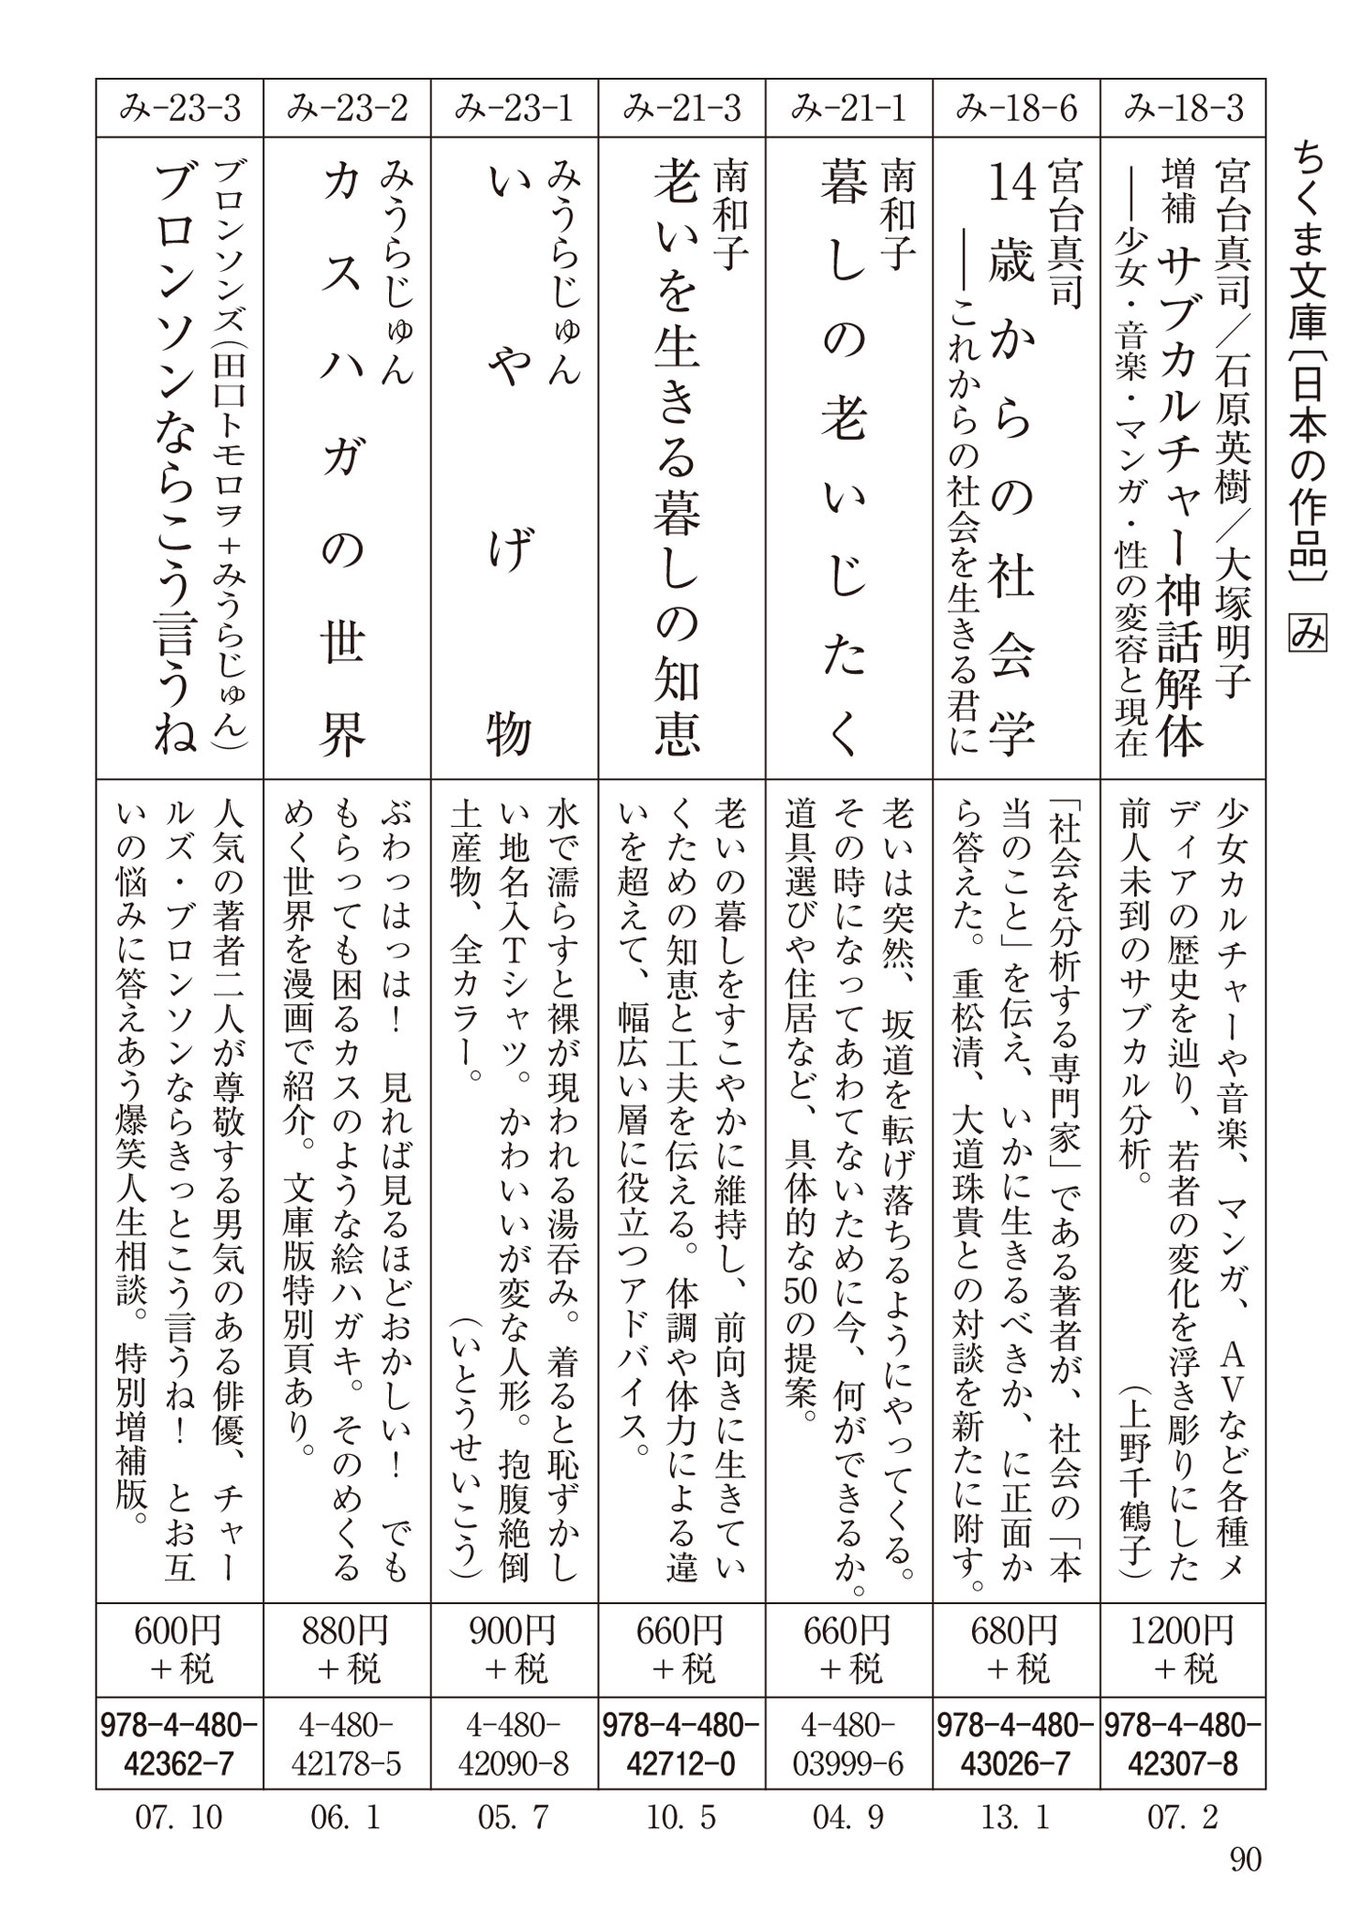 ちくま文庫〔日本の作品〕 み
み-18-3
宮台真司／石原英樹／大塚明子
増補 サブカルチャー神話解体
――少女・音楽・マンガ・性の変容と現在
少女カルチャーや音楽、マンガ、ＡＶなど各種メ
ディアの歴史を辿り、若者の変化を浮き彫りにした
前人未到のサブカル分析。 （上野千鶴子）
1200円
＋税
978-4-480-
42307-8
07. 2
み-18-6
宮台真司
14歳からの社会学
――これからの社会を生きる君に
「社会を分析する専門家」である著者が、社会の「本
当のこと」を伝え、いかに生きるべきか、に正面か
ら答えた。重松清、大道珠貴との対談を新たに附す。
680円
＋税
978-4-480-
43026-7
13. 1
み-21-1
南和子
暮しの老いじたく
老いは突然、坂道を転げ落ちるようにやってくる。
その時になってあわてないために今、何ができるか。
道具選びや住居など、具体的な50の提案。
660円
＋税
4-480-
03999-6
04. 9
み-21-3
南和子
老いを生きる暮しの知恵
老いの暮しをすこやかに維持し、前向きに生きてい
くための知恵と工夫を伝える。体調や体力による違
いを超えて、幅広い層に役立つアドバイス。
660円
＋税
978-4-480-
42712-0
10. 5
み-23-1
みうらじゅん
いやげ物
水で濡らすと裸が現われる湯呑み。着ると恥ずかし
い地名入Ｔシャツ。かわいいが変な人形。抱腹絶倒
土産物、全カラー。 （いとうせいこう）
900円
＋税
4-480-
42090-8
05. 7
み-23-2
みうらじゅん
カスハガの世界
ぶわっはっは！ 見れば見るほどおかしい！ でも
もらっても困るカスのような絵ハガキ。そのめくる
めく世界を漫画で紹介。文庫版特別頁あり。
880円
＋税
4-480-
42178-5
06. 1
み-23-3
ブロンソンズ（田口トモロヲ＋みうらじゅん）
ブロンソンならこう言うね
人気の著者二人が尊敬する男気のある俳優、チャー
ルズ・ブロンソンならきっとこう言うね！ とお互
いの悩みに答えあう爆笑人生相談。特別増補版。
600円
＋税
978-4-480-
42362-7
07. 10
90